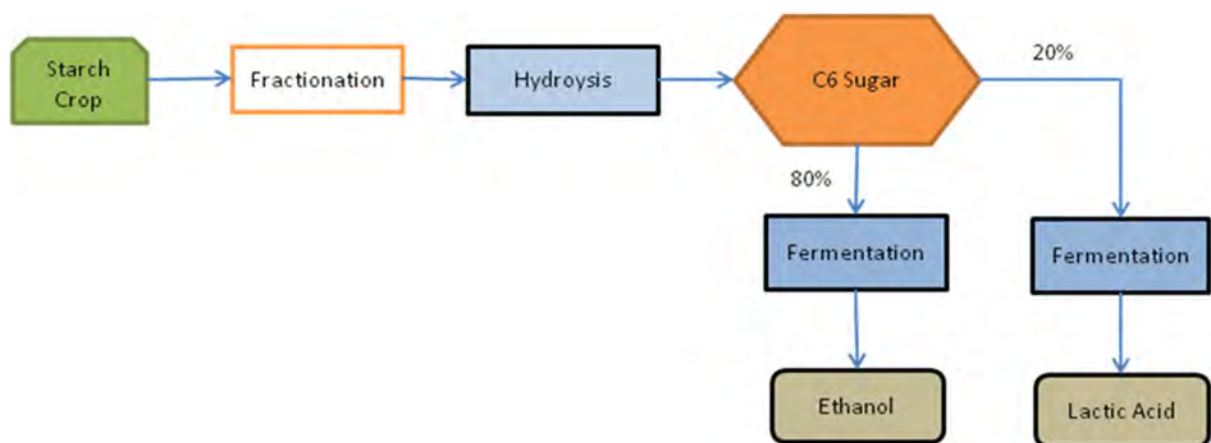 Starch
Crop
Fractionation
Hydroysis
C6 Sugar
20%
80%
Fermentation
Fermentation
Ethanol
Lactic Acid